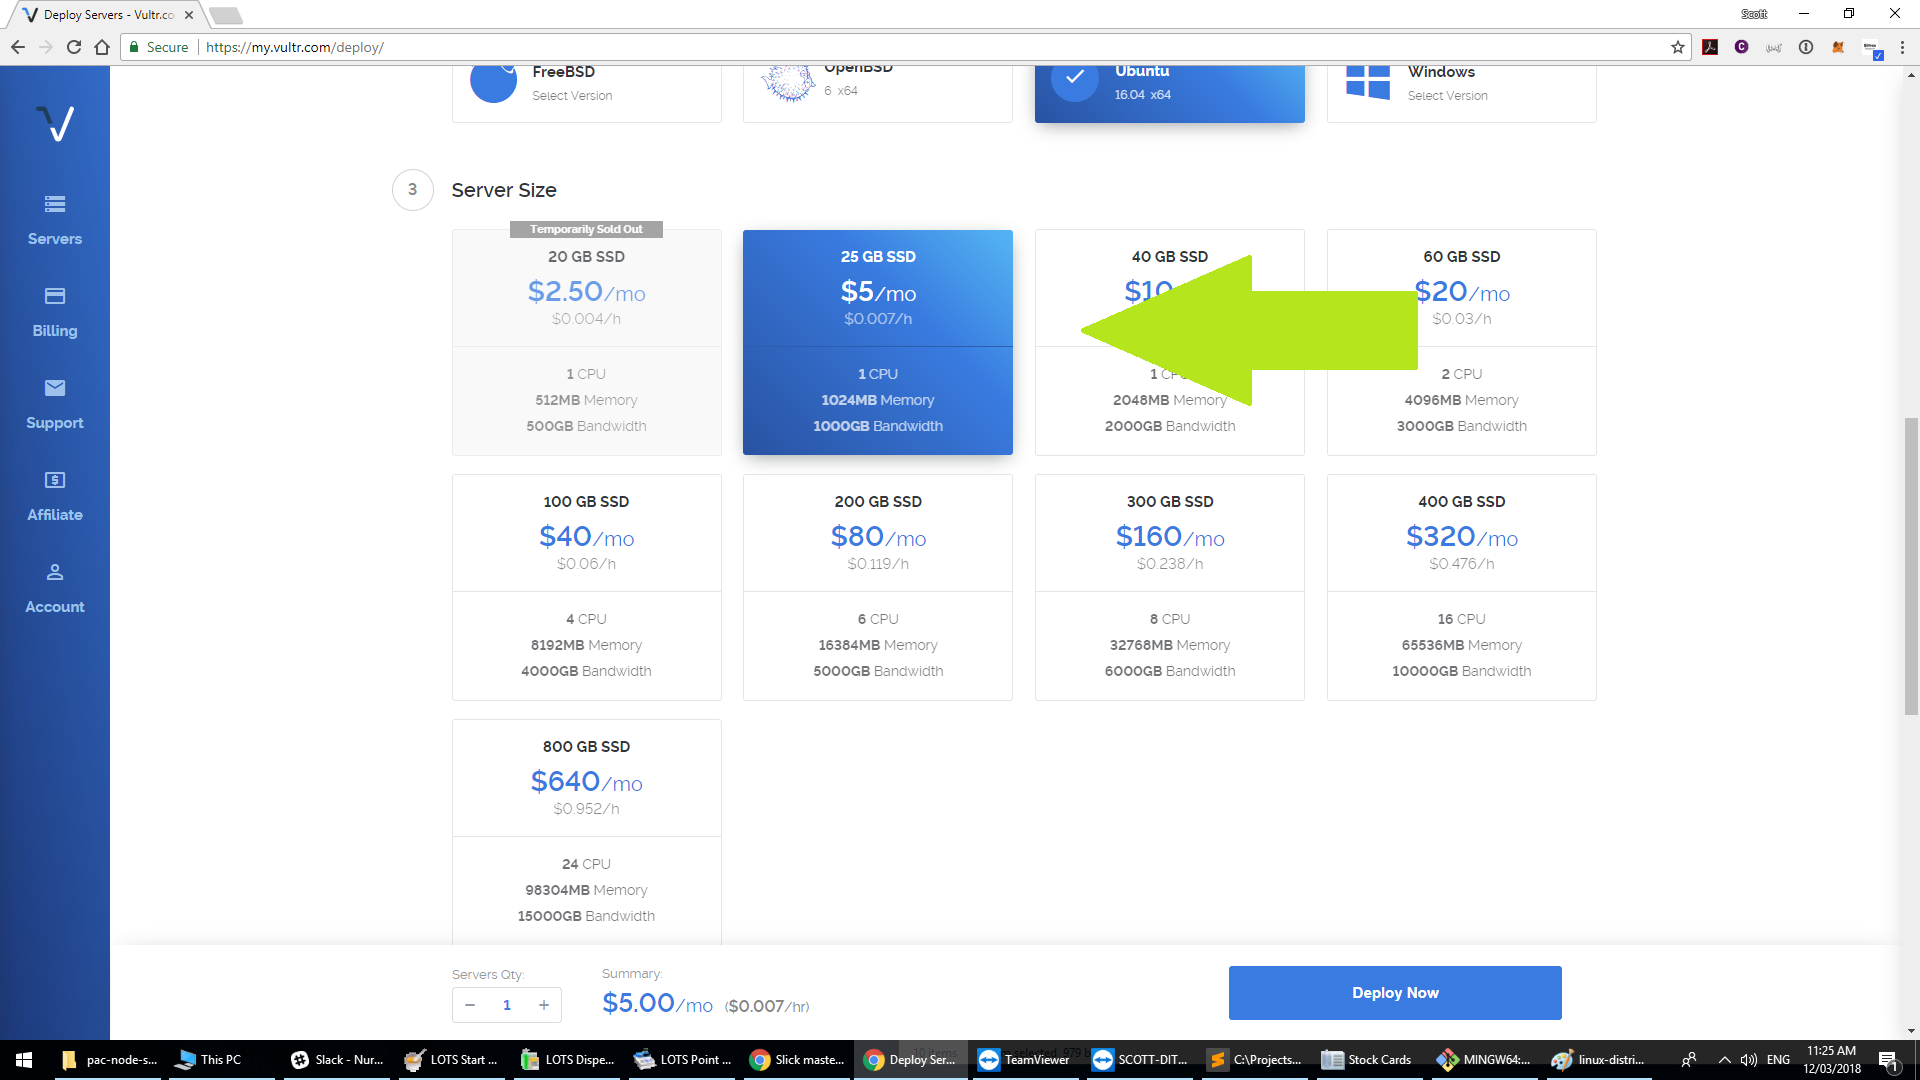 Deploy Servers - Vultr.co
Scott
Secure
https://my.vultr.com/deploy/
FreeBSD
Select Version
OpenBSD
6 x64
Ubuntu
16.04 x64
Windows
Select Version
Servers
Billing
Support
Affiliate
Account
3
Server Size
Temporarily Sold Out
20 GB SSD
$2.50/mo
$0.004/h
1 CPU
512MB Memory
500GB Bandwidth
25 GB SSD
$5/mo
$0.007/h
1 CPU
1024MB Memory
1000GB Bandwidth
40 GB SSD
$10
1 CPU
2048MB Memory
2000GB Bandwidth
60 GB SSD
$20/mo
$0.03/h
2 CPU
4096MB Memory
3000GB Bandwidth
100 GB SSD
$40/mo
$0.06/h
4 CPU
8192MB Memory
4000GB Bandwidth
200 GB SSD
$80/mo
$0.119/h
6 CPU
16384MB Memory
5000GB Bandwidth
300 GB SSD
$160/mo
$0.238/h
8 CPU
32768MB Memory
6000GB Bandwidth
400 GB SSD
$320/mo
$0.476/h
16 CPU
65536MB Memory
10000GB Bandwidth
800 GB SSD
$640/mo
$0.952/h
24 CPU
98304MB Memory
15000GB Bandwidth
Servers Qty:
− 1 +
Summary:
$5.00/mo ($0.007/hr)
Deploy Now
pac-node-s...
This PC
Slack - Nur...
LOTS Start ...
LOTS Dispe...
LOTS Point ...
Slick maste...
Deploy Ser...
TeamViewer
SCOTT-DIT...
C:\Projects...
Stock Cards
MINGW64:...
linux-distri...
ENG
11:25 AM
12/03/2018
1